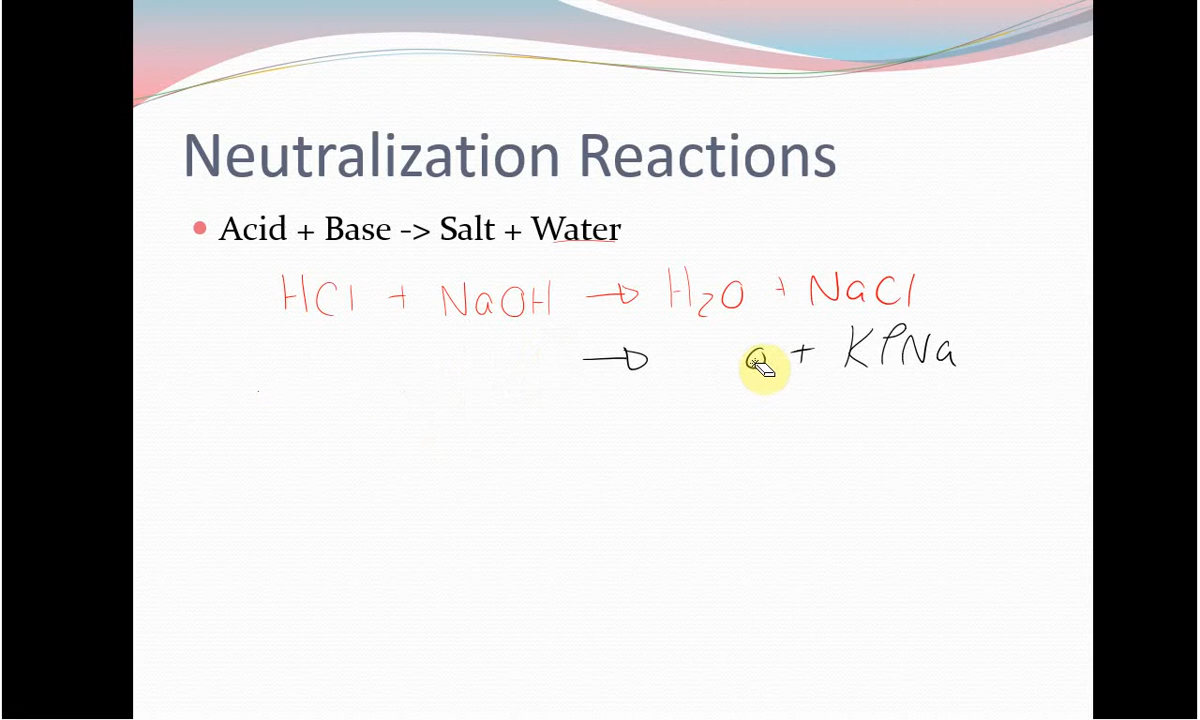 Neutralization Reactions
• Acid + Base -> Salt + Water
HCl + NaOH → H2O + NaCl
→ o + KPNa